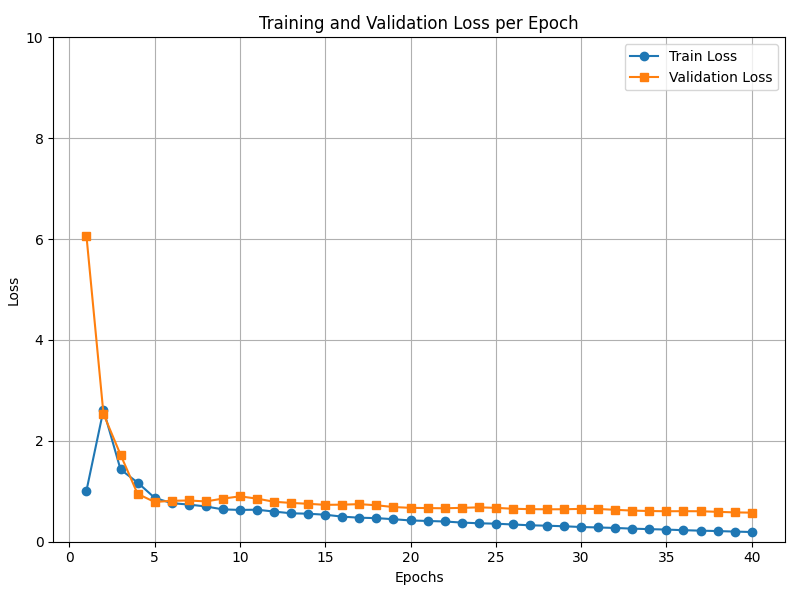 Training and Validation Loss per Epoch
Train Loss
Validation Loss
10
8
6
4
2
0
Loss
0 5 10 15 20 25 30 35 40
Epochs